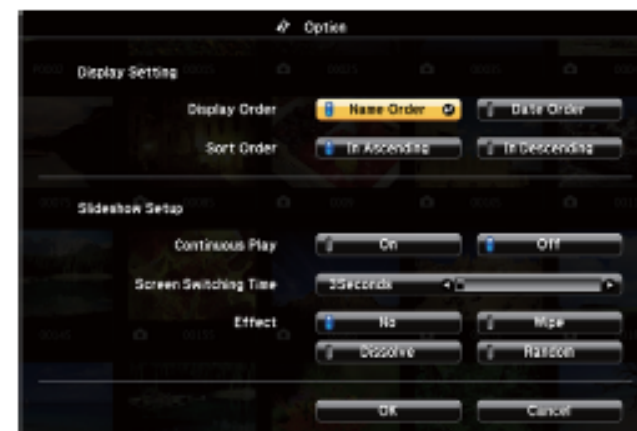 Option
Display Setting
Display Order Name Order Date Order
Sort Order In Ascending In Descending
Slideshow Setup
Continuous Play On Off
Screen Switching Time 3Seconds
Effect No Wipe
Dissolve Random
OK Cancel